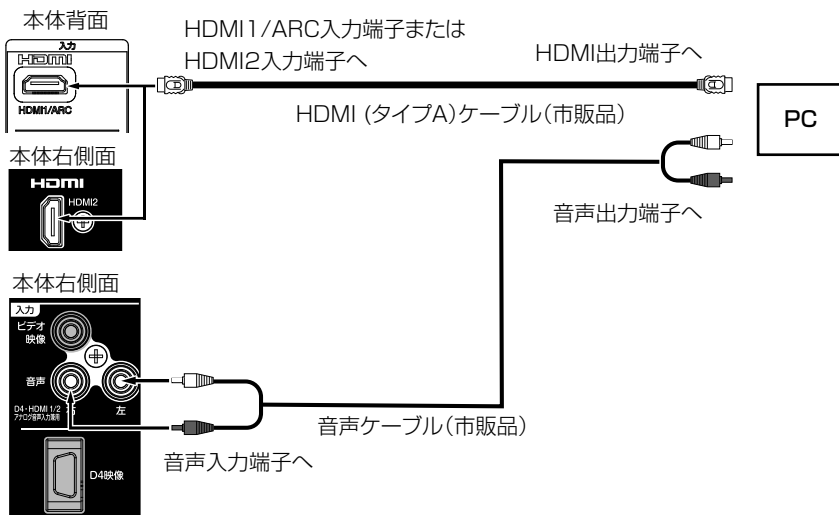 本体背面
入力
HDMI
HDMI1/ARC
HDMI1/ARC入力端子または
HDMI2入力端子へ
HDMI出力端子へ
HDMI (タイプA)ケーブル(市販品)
PC
本体右側面
HDMI
HDMI2
音声出力端子へ
本体右側面
入力
ビデオ
映像
音声
D4・HDMI 1/2
アナログ音声入力兼用
右
左
音声ケーブル(市販品)
音声入力端子へ
D4映像